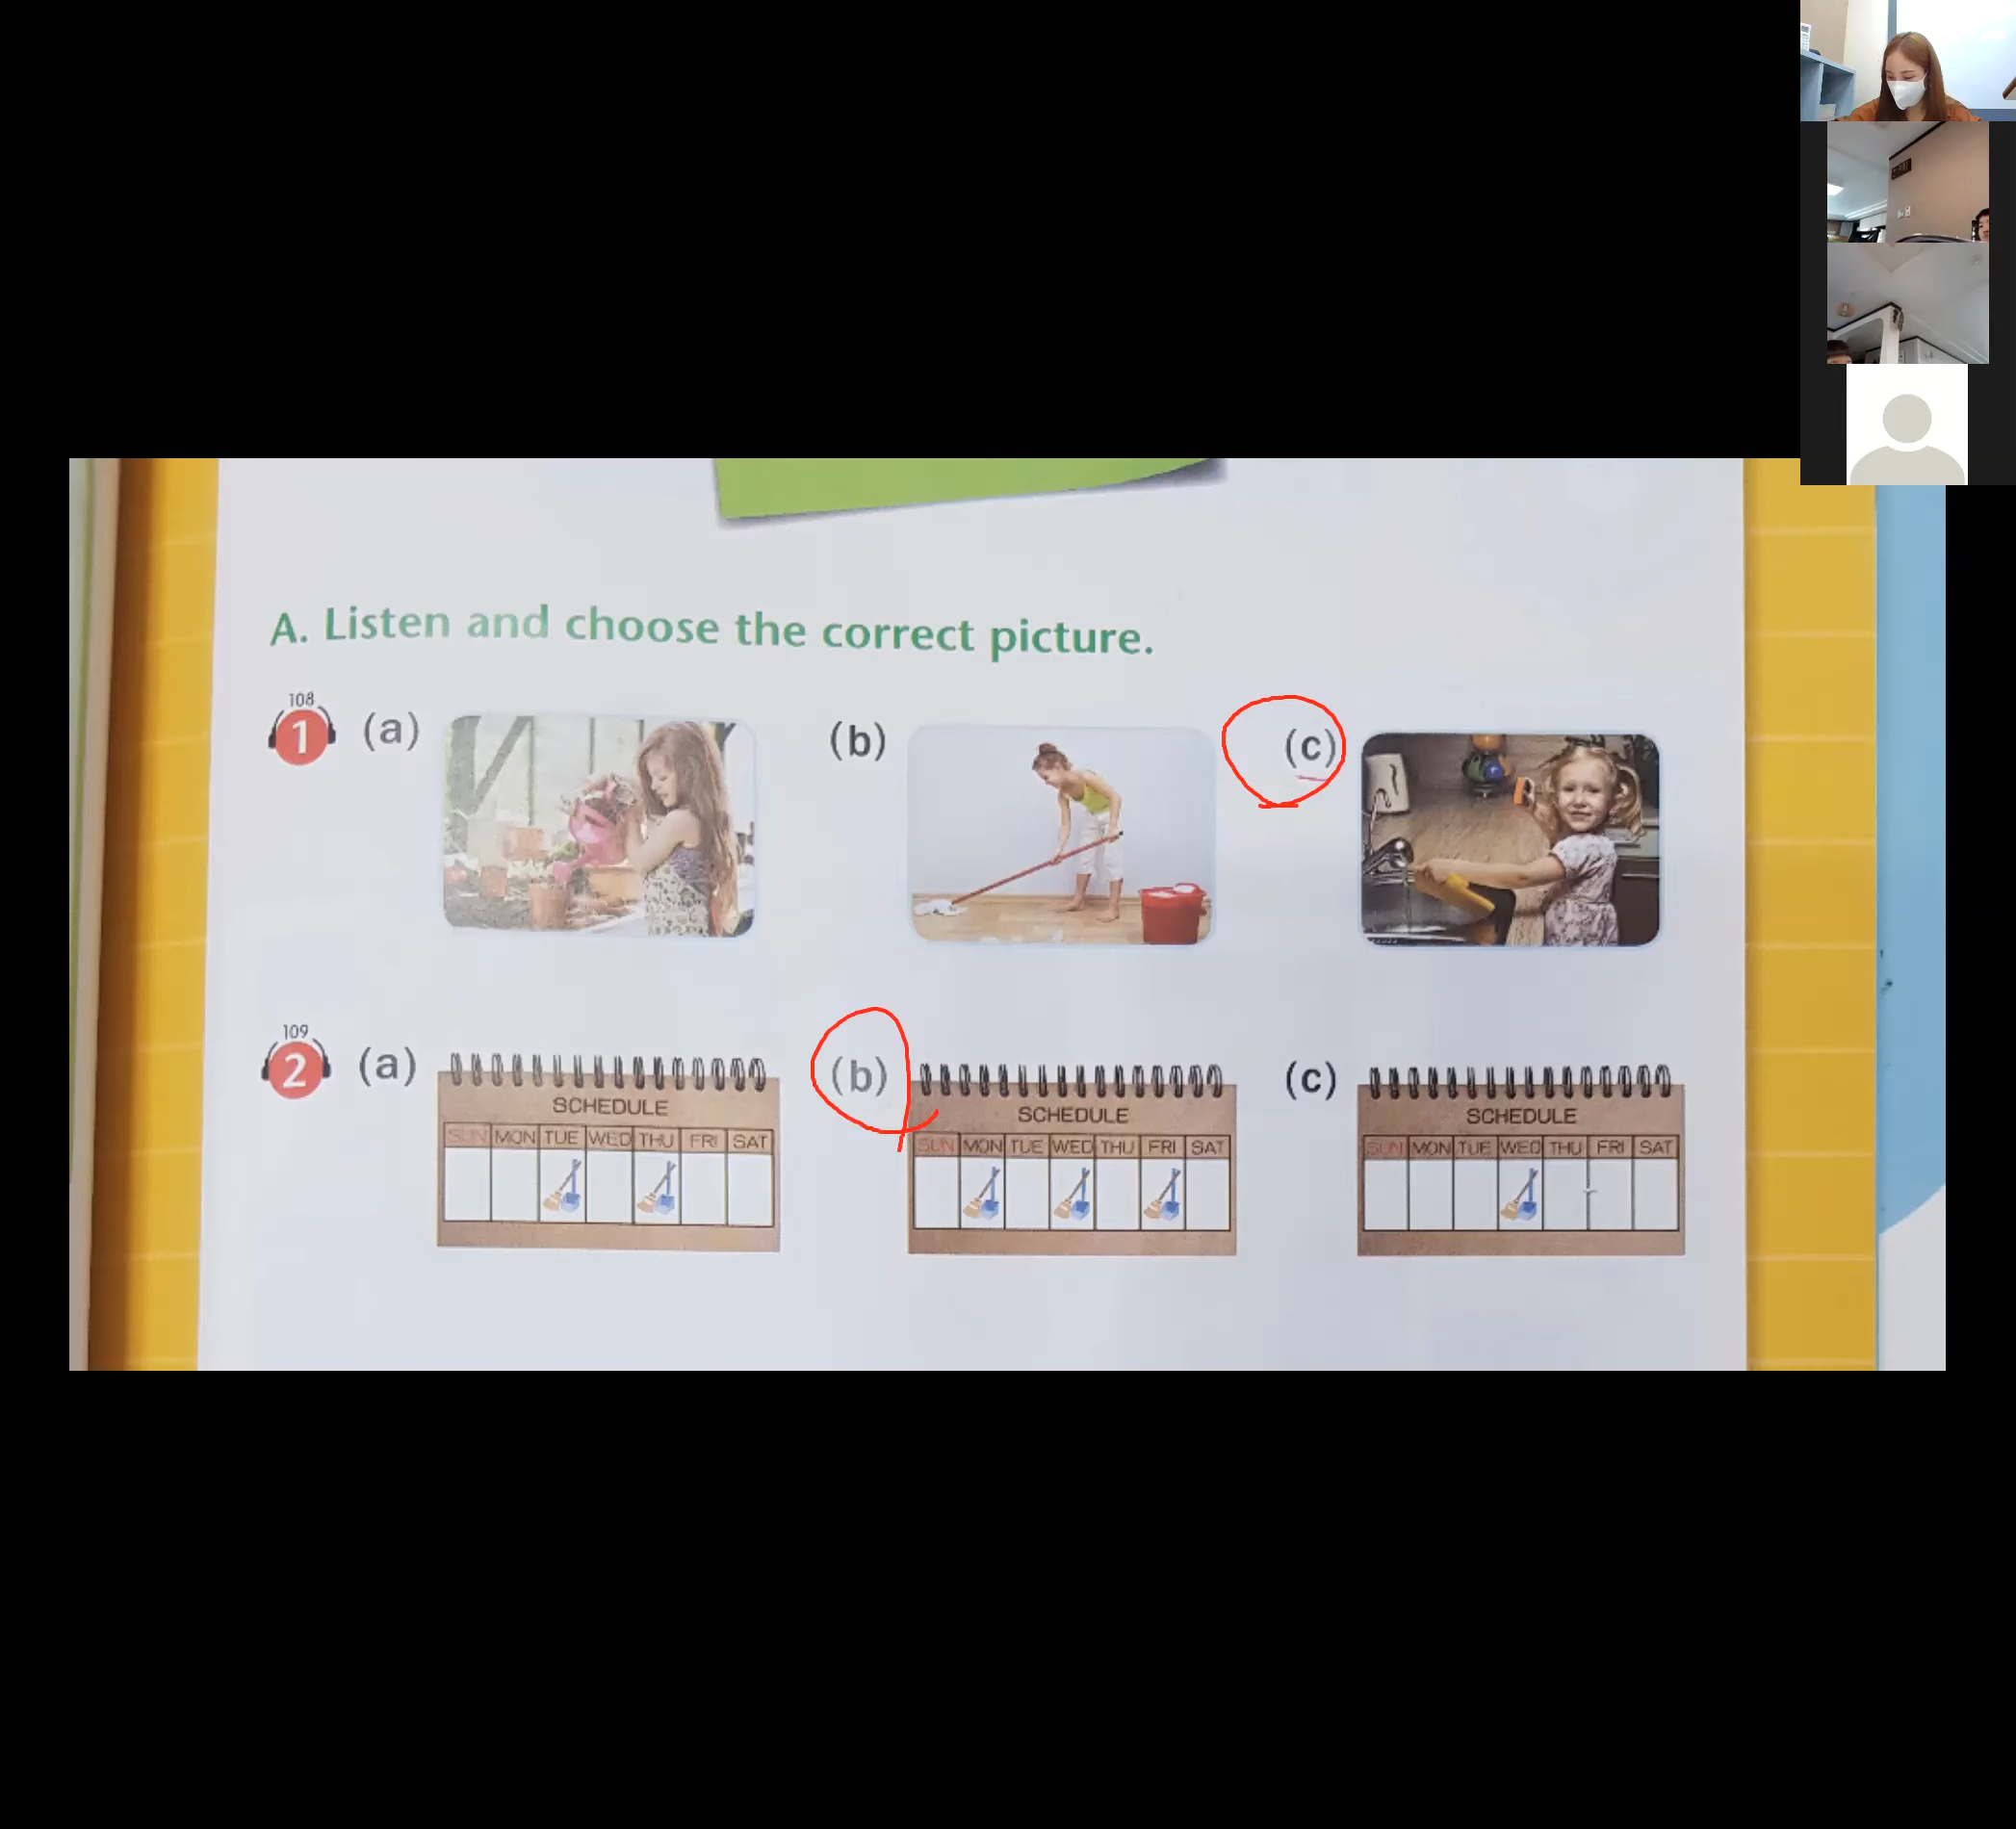 A. Listen and choose the correct picture.
108
1 (a) (b) (c)
109
2 (a) (b) (c)
SCHEDULE
SUN MON TUE WED THU FRI SAT
SCHEDULE
SUN MON TUE WED THU FRI SAT
SCHEDULE
SUN MON TUE WED THU FRI SAT